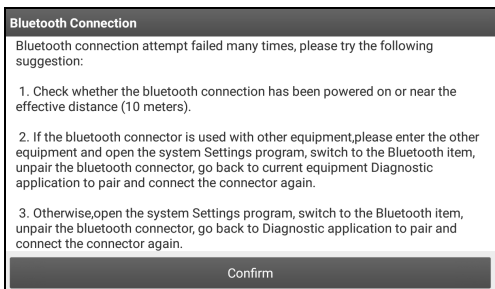 Bluetooth Connection
Bluetooth connection attempt failed many times, please try the following
suggestion:
1. Check whether the bluetooth connection has been powered on or near the
effective distance (10 meters).
2. If the bluetooth connector is used with other equipment,please enter the other
equipment and open the system Settings program, switch to the Bluetooth item,
unpair the bluetooth connector, go back to current equipment Diagnostic
application to pair and connect the connector again.
3. Otherwise,open the system Settings program, switch to the Bluetooth item,
unpair the bluetooth connector, go back to Diagnostic application to pair and
connect the connector again.
Confirm